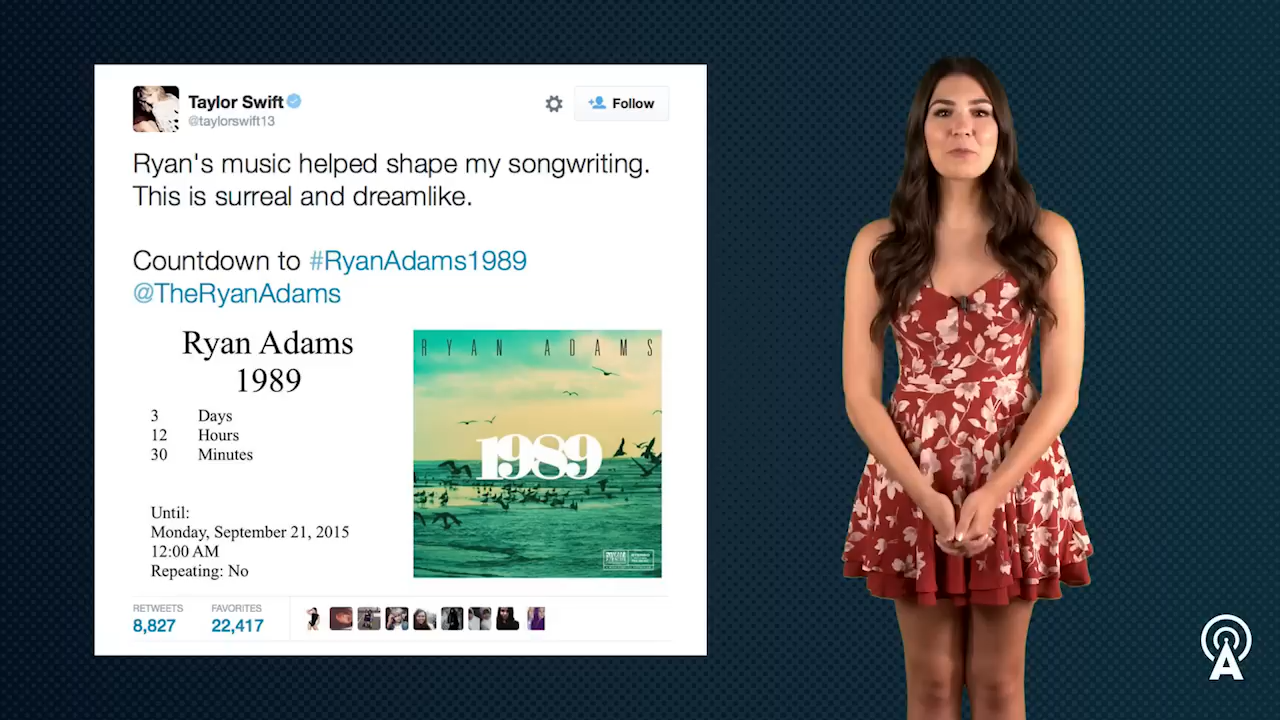 Taylor Swift
@taylorswift13
Follow
Ryan's music helped shape my songwriting.
This is surreal and dreamlike.
Countdown to #RyanAdams1989
@TheRyanAdams
Ryan Adams
1989
3 Days
12 Hours
30 Minutes
Until:
Monday, September 21, 2015
12:00 AM
Repeating: No
RYAN ADAMS
1989
RETWEETS FAVORITES
8,827 22,417